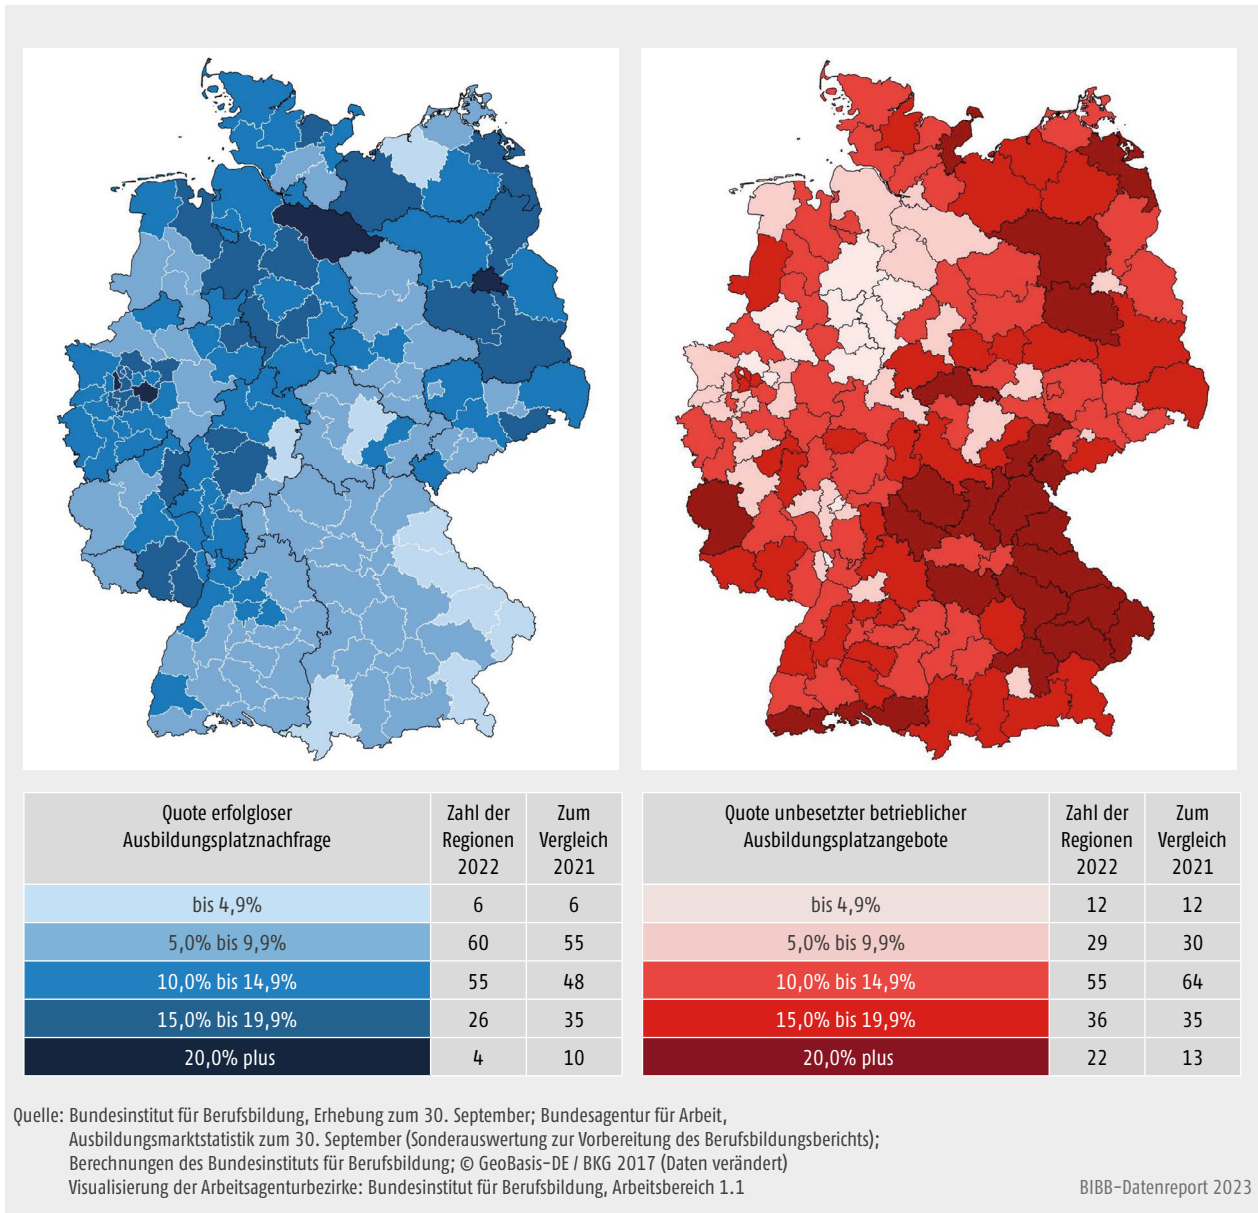 Quote erfolgloser
Ausbildungsplatznachfrage
Zahl der
Regionen
2022
Zum
Vergleich
2021
bis 4,9% 6 6
5,0% bis 9,9% 60 55
10,0% bis 14,9% 55 48
15,0% bis 19,9% 26 35
20,0% plus 4 10
Quote unbesetzter betrieblicher
Ausbildungsplatzangebote
Zahl der
Regionen
2022
Zum
Vergleich
2021
bis 4,9% 12 12
5,0% bis 9,9% 29 30
10,0% bis 14,9% 55 64
15,0% bis 19,9% 36 35
20,0% plus 22 13
Quelle: Bundesinstitut für Berufsbildung, Erhebung zum 30. September; Bundesagentur für Arbeit,
Ausbildungsmarktstatistik zum 30. September (Sonderauswertung zur Vorbereitung des Berufsbildungsberichts);
Berechnungen des Bundesinstituts für Berufsbildung; © GeoBasis-DE / BKG 2017 (Daten verändert)
Visualisierung der Arbeitsagenturbezirke: Bundesinstitut für Berufsbildung, Arbeitsbereich 1.1
BIBB-Datenreport 2023